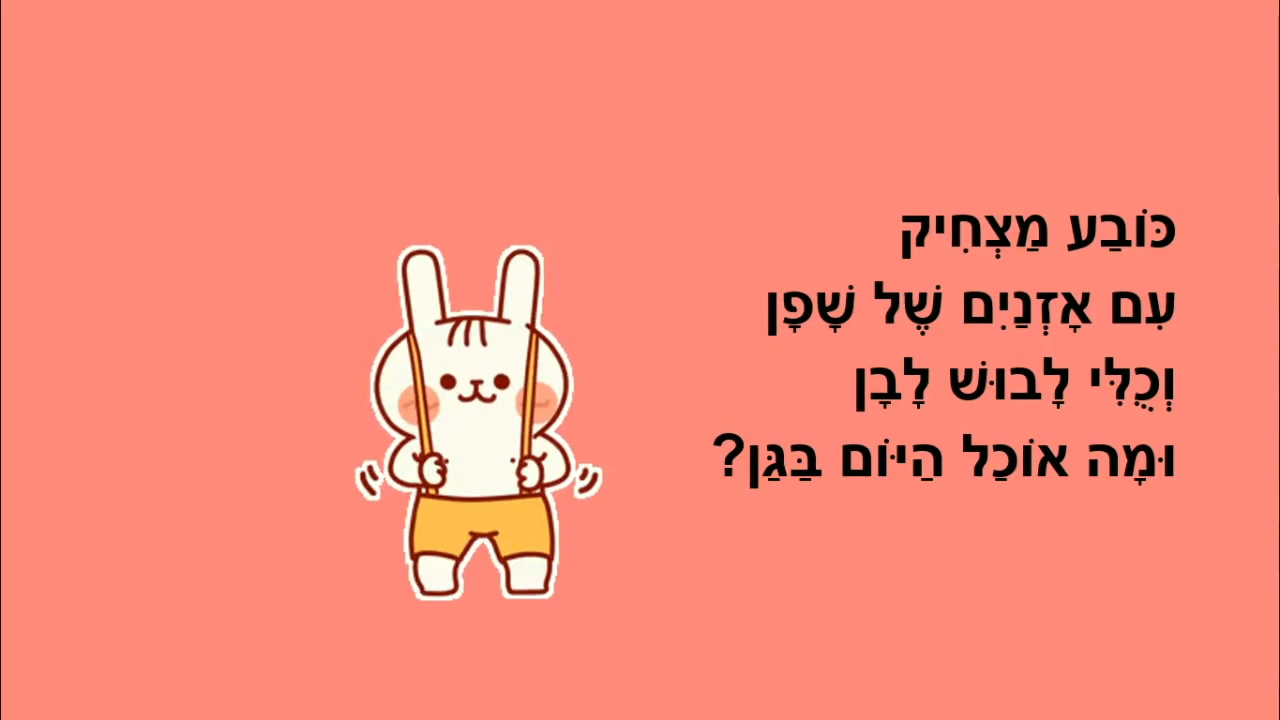 כּוֹבַע מַצְחִיק
עִם אָזְנַיִם שֶׁל שָׁפָן
וְכֻלִּי לָבוּשׁ לָבָן
וּמָה אוֹכַל הַיּוֹם בַּגַּן?